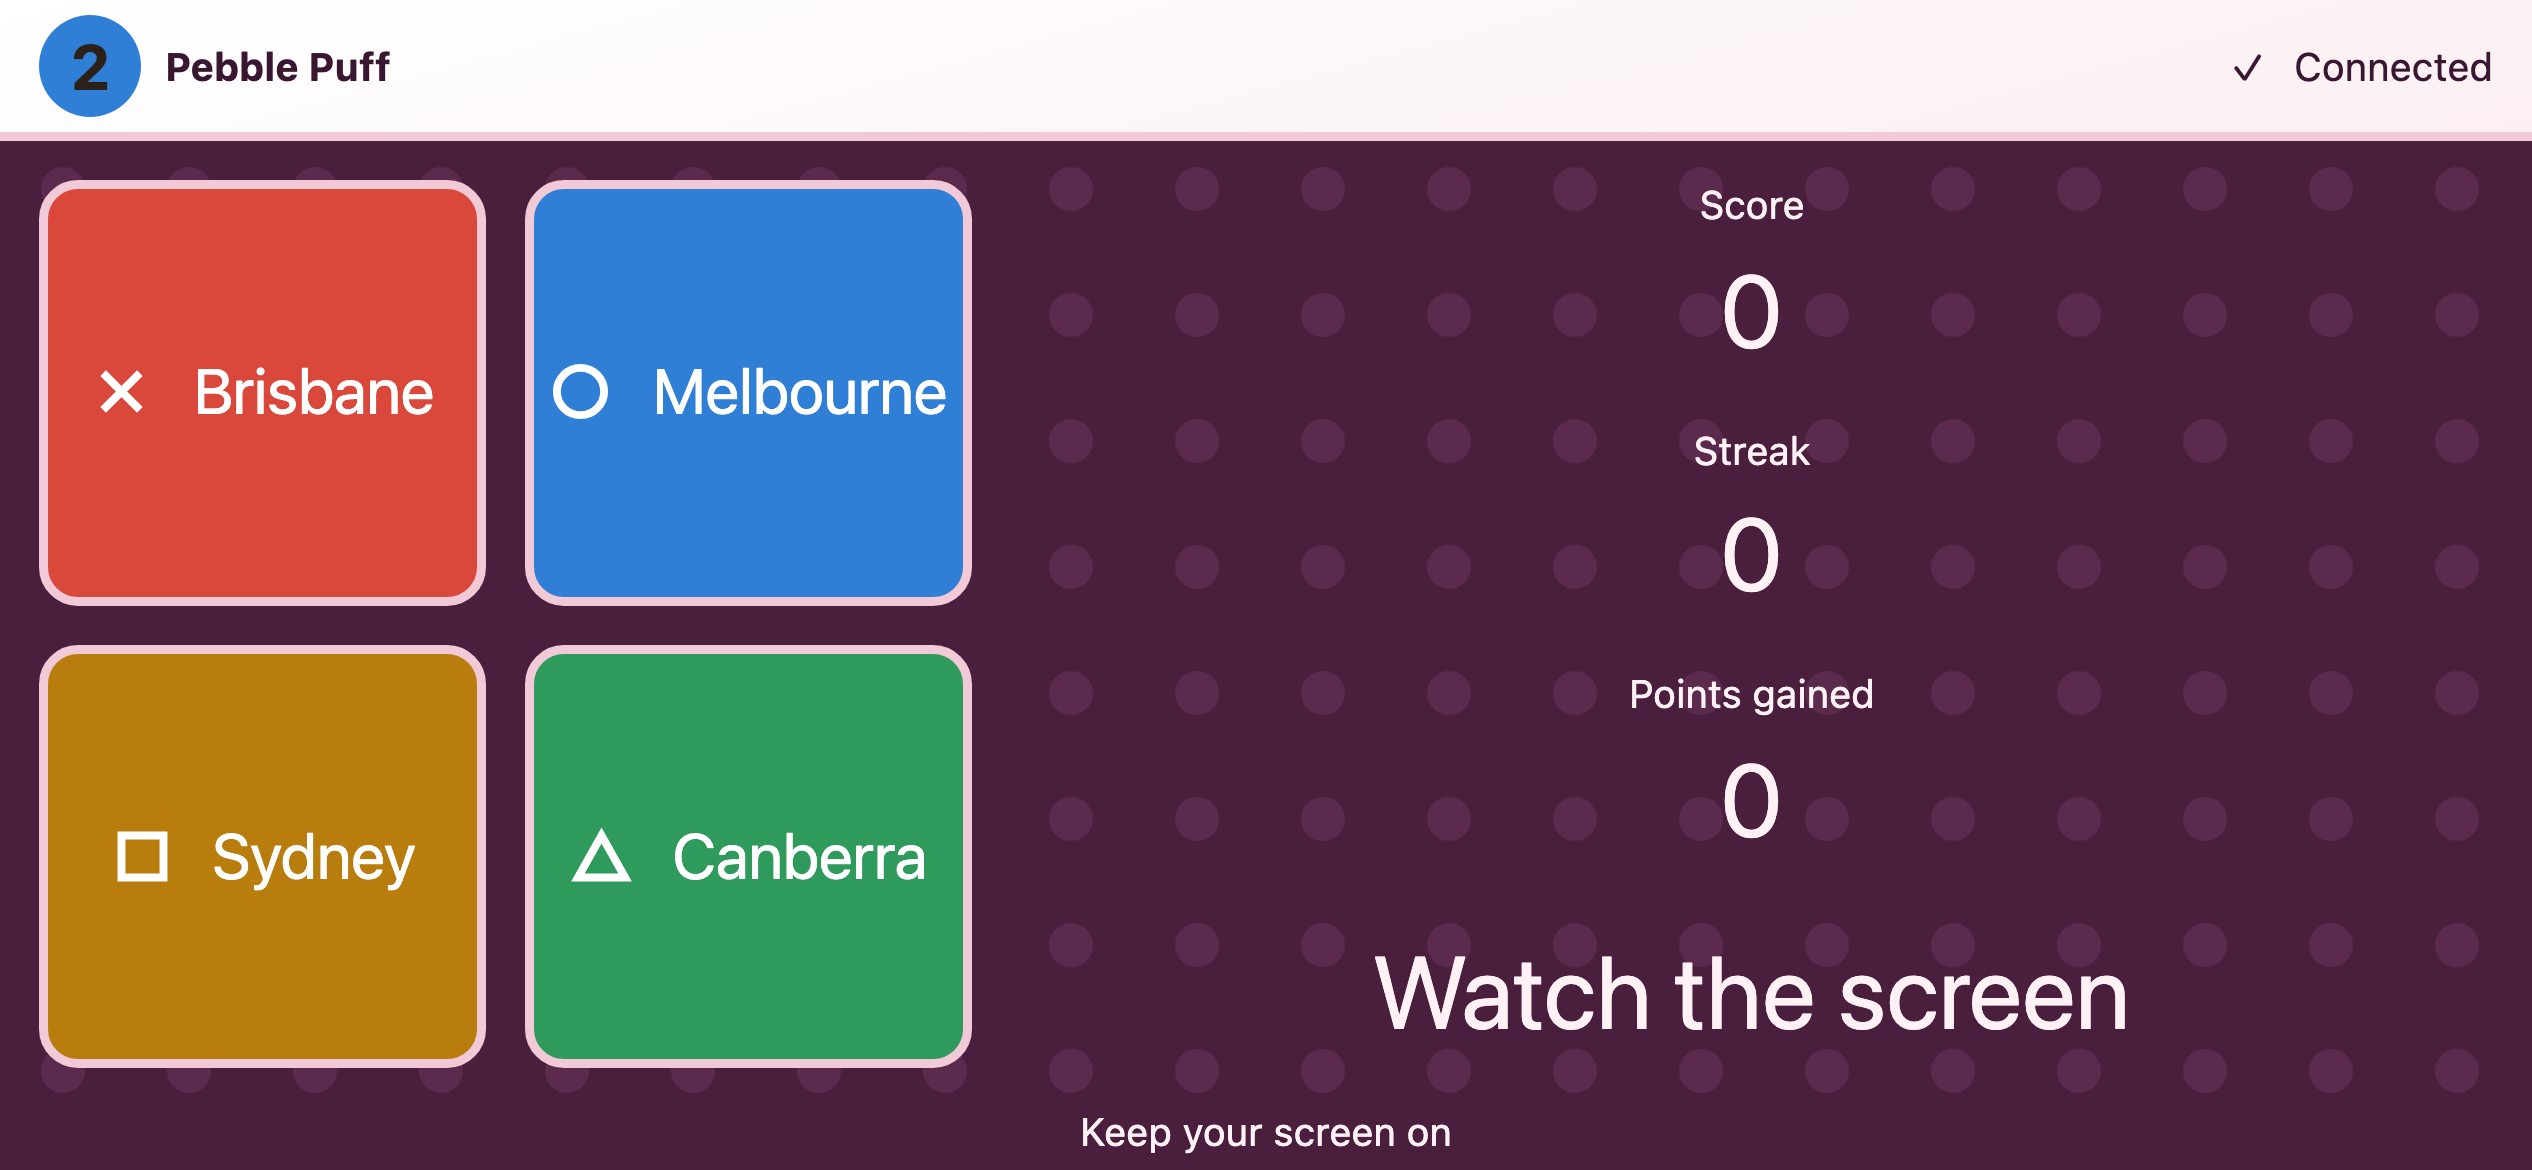 2 Pebble Puff
Connected
Brisbane
Melbourne
Sydney
Canberra
Score
0
Streak
0
Points gained
0
Watch the screen
Keep your screen on